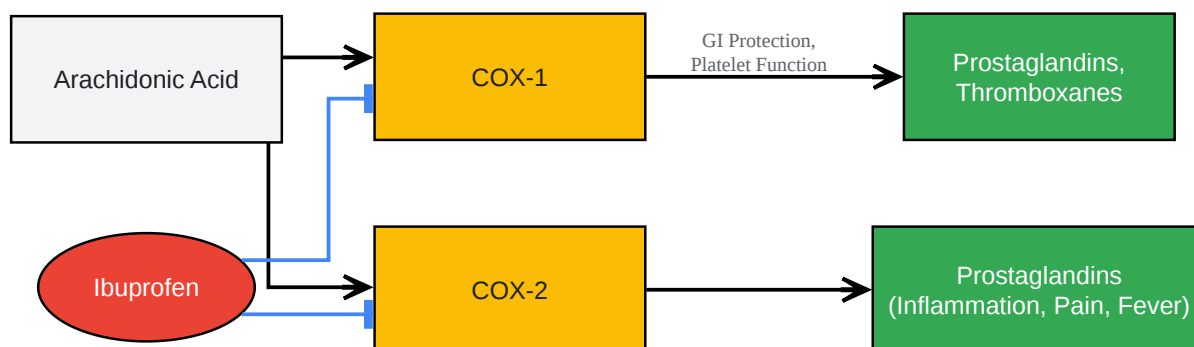 GI Protection,
Platelet Function
Arachidonic Acid
COX-1
Prostaglandins,
Thromboxanes
Ibuprofen
COX-2
Prostaglandins
(Inflammation, Pain, Fever)